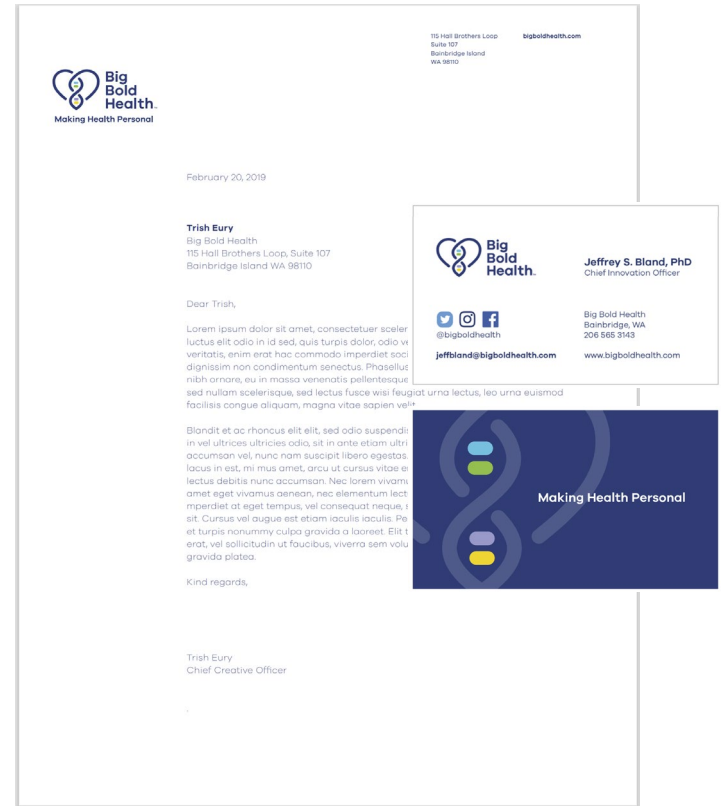 115 Hall Brothers Loop
Suite 107
Bainbridge Island
WA 98110
bigboldhealth.com
Big
Bold
Health™
Making Health Personal
February 20, 2019
Trish Eury
Big Bold Health
115 Hall Brothers Loop, Suite 107
Bainbridge Island WA 98110
Dear Trish,
Lorem ipsum dolor sit amet, consectetuer sceler
luctus elit odio in id sed, quis turpis dolor, odio ve
veritatis, enim erat hac commodo imperdiet soci
dignissim non condimentum senectus. Phasellus
nibh ornare, eu in massa venenatis pellentesque
sed nullam scelerisque, sed lectus fusce wisi feugiat urna lectus, leo urna euismod
facilisis congue aliquam, magna vitae sapien velit
Blandit et ac rhoncus elit elit, sed odio suspendi
in vel ultrices ultricies odio, sit in ante etiam ultri
accumsan vel, nunc nam suscipit libero egestas.
lacus in est, mi mus amet, arcu ut cursus vitae e
lectus debitis nunc accumsan. Nec lorem vivam
amet eget vivamus aenean, nec elementum lect
mperdiet at eget tempus, vel consequat neque,
sit. Cursus vel augue est etiam iaculis iaculis. Pe
et turpis nonummy culpa gravida a laoreet. Elit t
erat, vel sollicitudin ut faucibus, viverra sem volu
gravida platea.
Kind regards,
Trish Eury
Chief Creative Officer
Big
Bold
Health™
Jeffrey S. Bland, PhD
Chief Innovation Officer
@bigboldhealth
jeffbland@bigboldhealth.com
Big Bold Health
Bainbridge, WA
206 565 3143
www.bigboldhealth.com
Making Health Personal